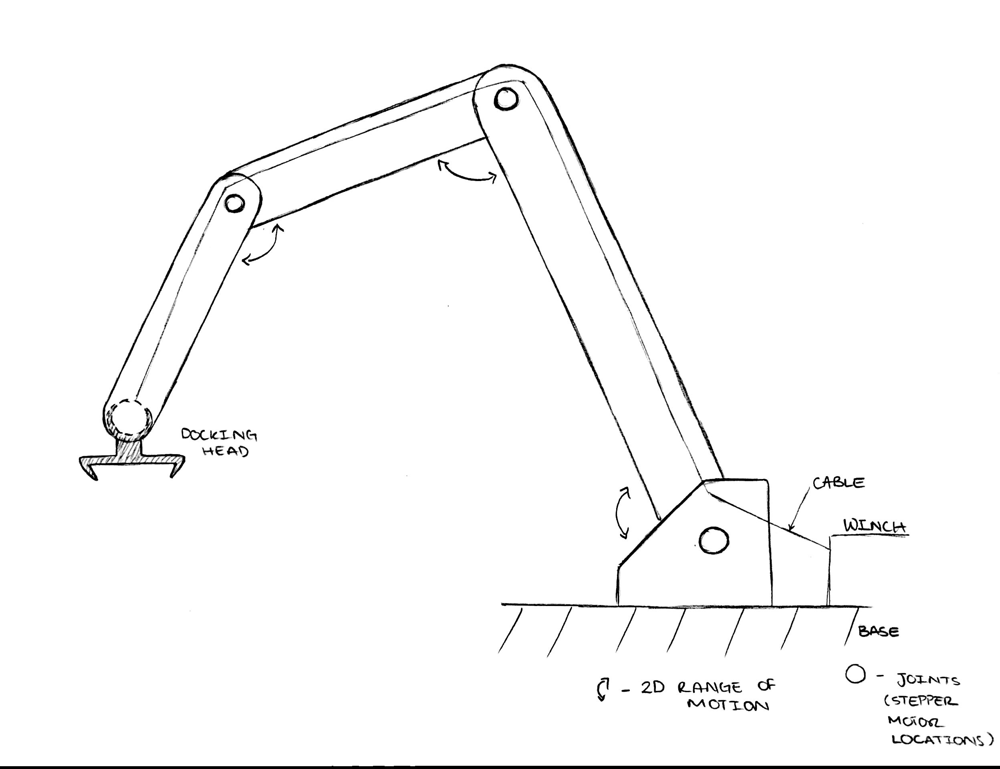 DOCKING
HEAD
CABLE
WINCH
BASE
- 2D RANGE OF
MOTION
- JOINTS
(STEPPER
MOTOR
LOCATIONS)